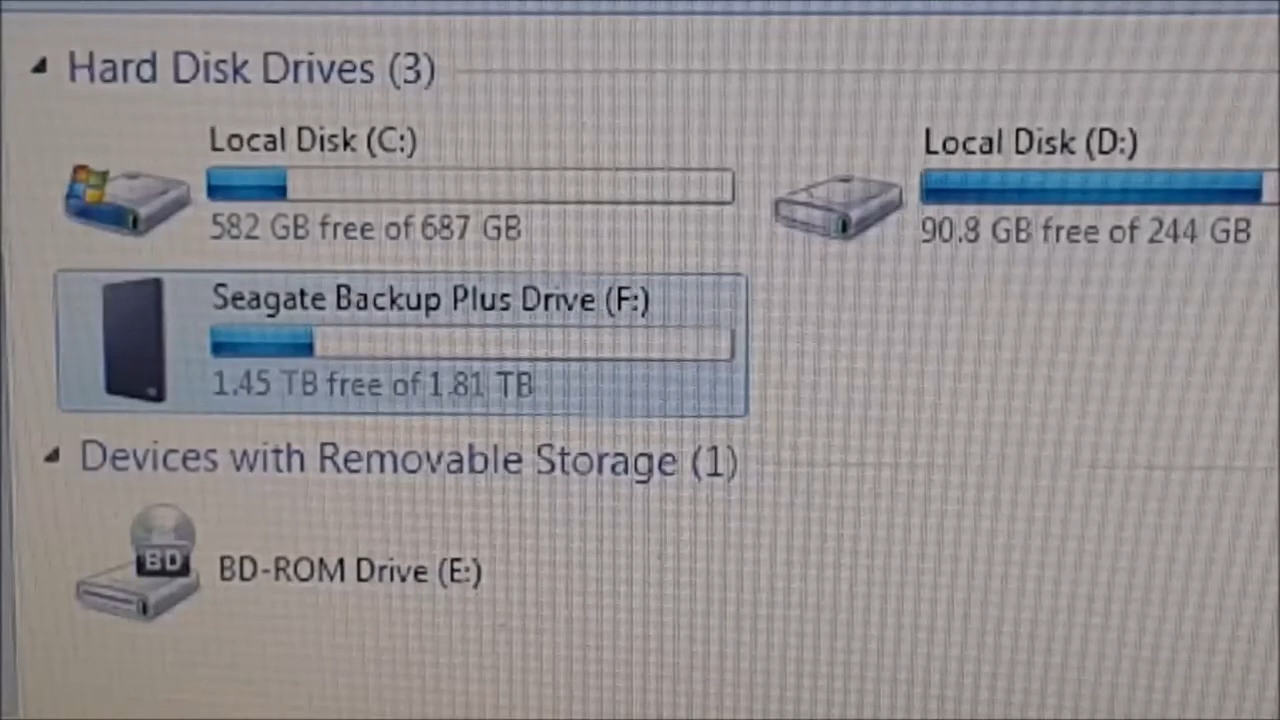 Hard Disk Drives (3)
Local Disk (C:)
582 GB free of 687 GB
Local Disk (D:)
90.8 GB free of 244 GB
Seagate Backup Plus Drive (F:)
1.45 TB free of 1.81 TB
Devices with Removable Storage (1)
BD
BD-ROM Drive (E:)